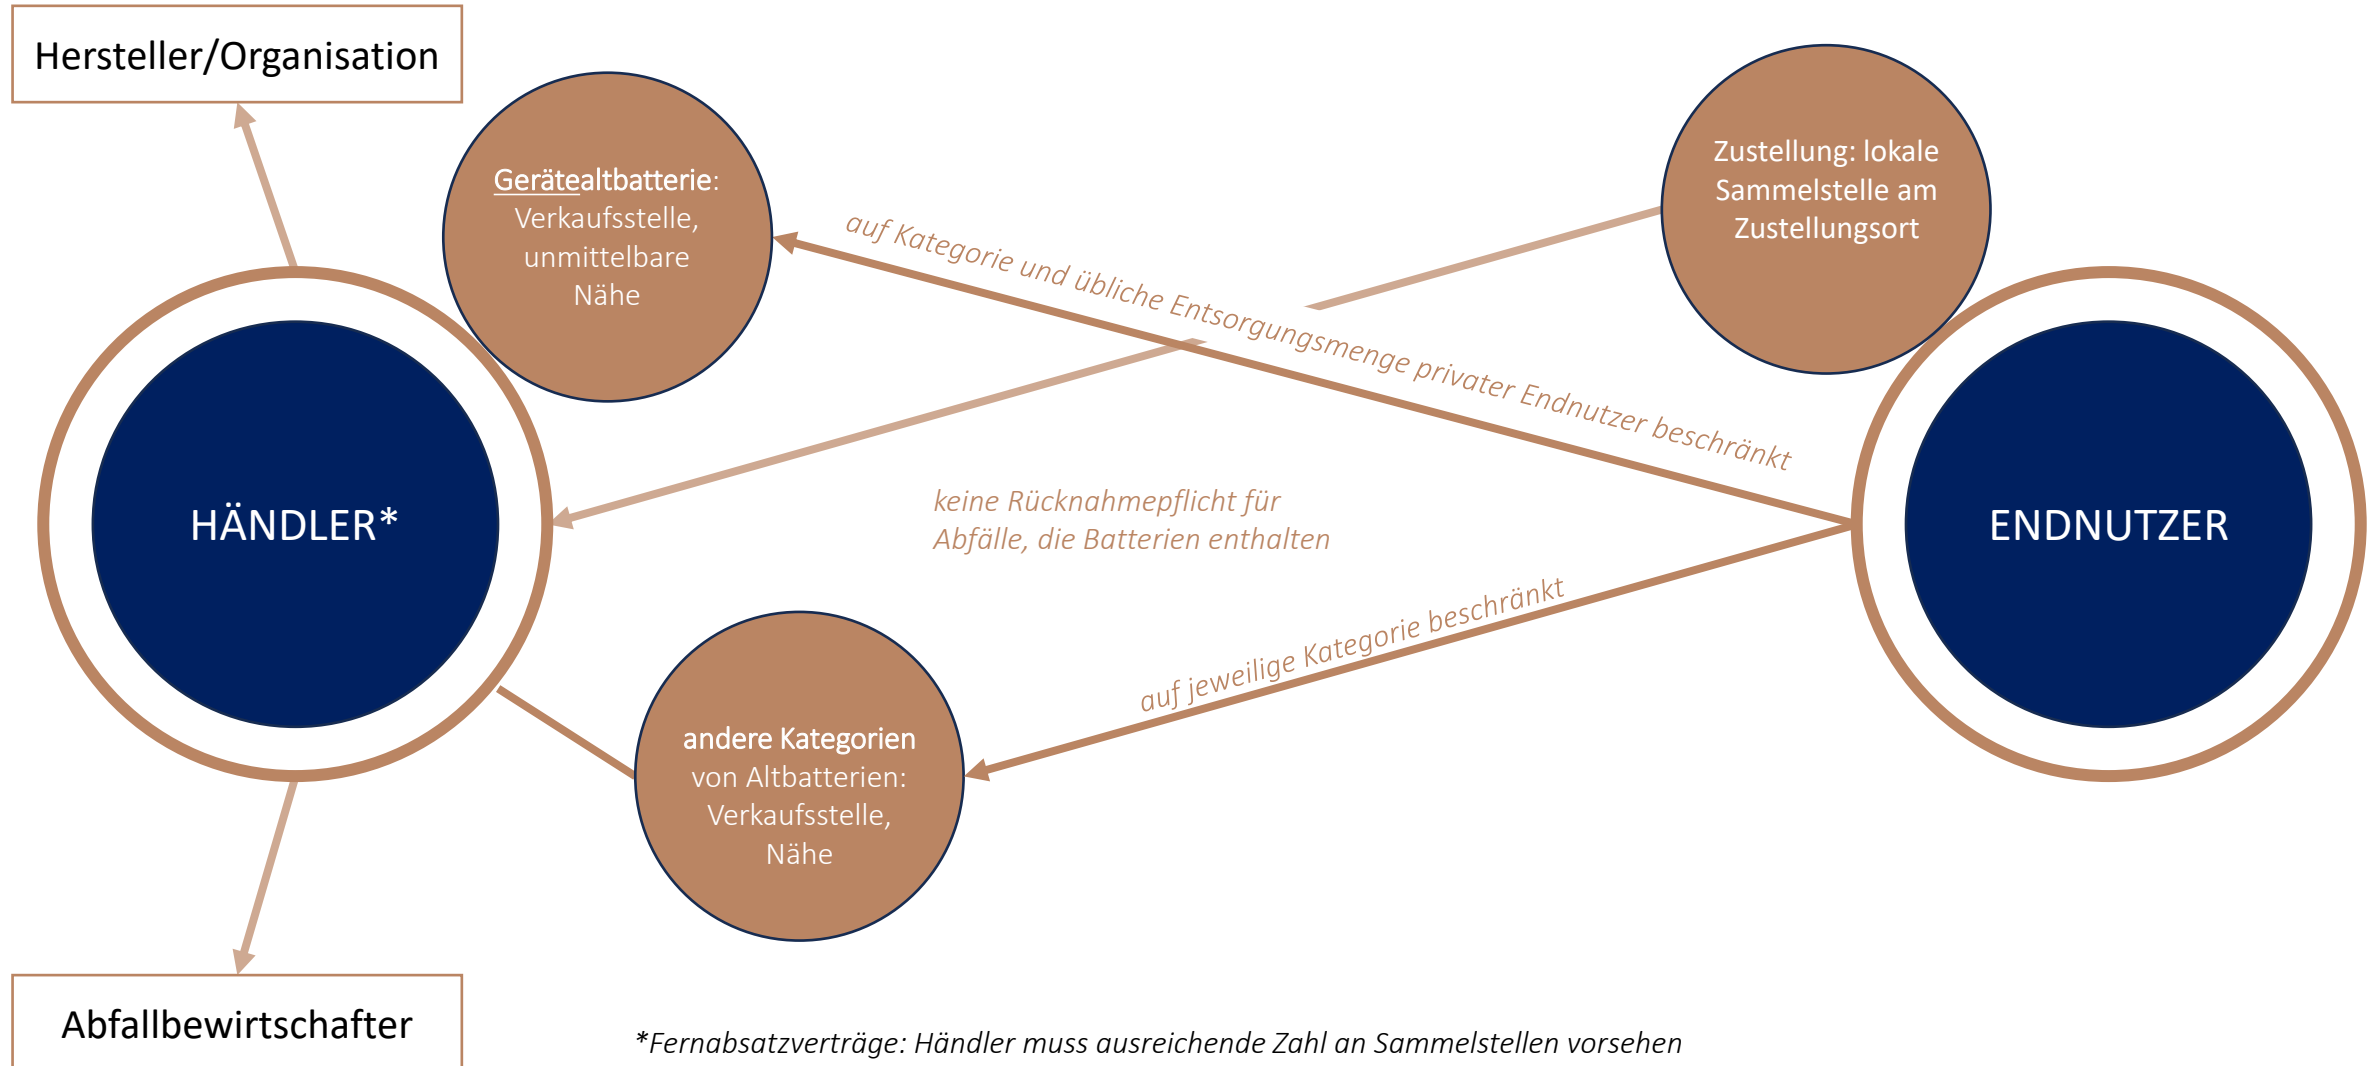 Hersteller/Organisation
Gerätealtbatterie:
Verkaufsstelle,
unmittelbare
Nähe
Zustellung: lokale
Sammelstelle am
Zustellungsort
auf Kategorie und übliche Entsorgungsmenge privater Endnutzer beschränkt
HÄNDLER*
keine Rücknahmepflicht für
Abfälle, die Batterien enthalten
ENDNUTZER
auf jeweilige Kategorie beschränkt
andere Kategorien
von Altbatterien:
Verkaufsstelle,
Nähe
Abfallbewirtschafter
*Fernabsatzverträge: Händler muss ausreichende Zahl an Sammelstellen vorsehen